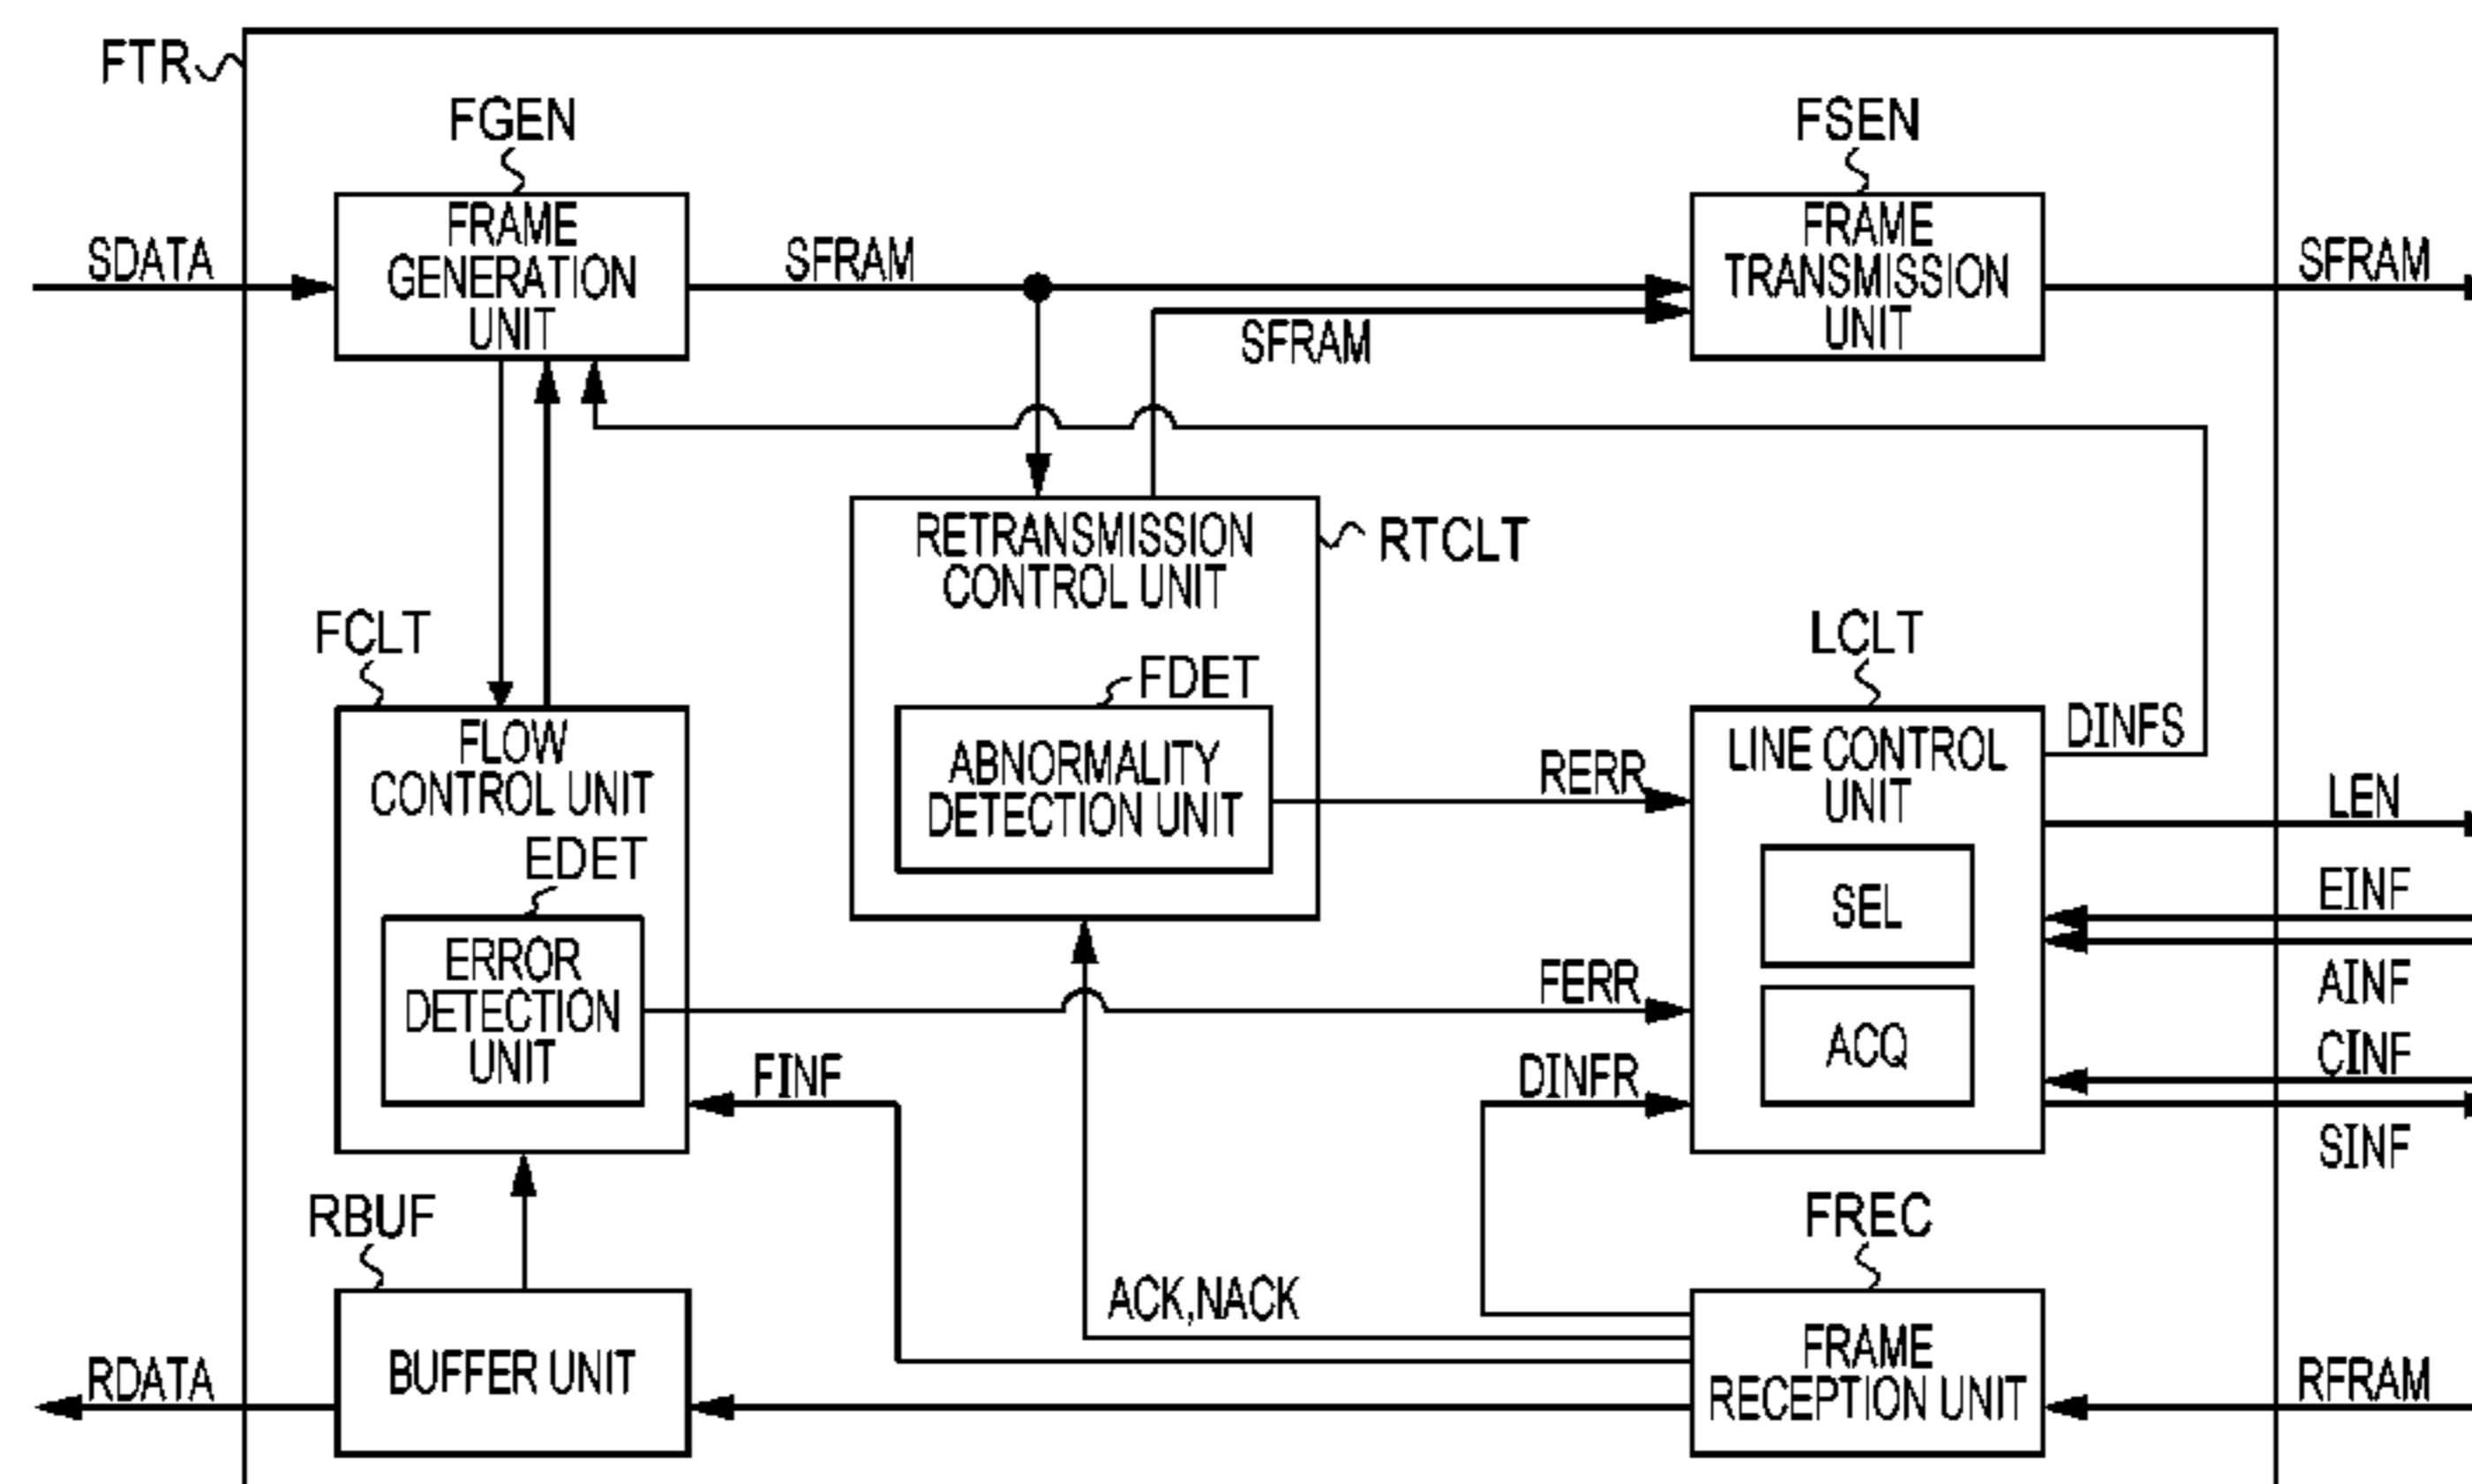 FTR
FGEN
FSEN
SDATA
FRAME
GENERATION
UNIT
SFRAM
SFRAM
FRAME
TRANSMISSION
UNIT
SFRAM
RETRANSMISSION
CONTROL UNIT
RTCLT
FCLT
FDET
LCLT
FLOW
CONTROL UNIT
ABNORMALITY
DETECTION UNIT
RERR
LINE CONTROL
UNIT
DINFS
LEN
EDET
SEL
EINF
ERROR
DETECTION
UNIT
FERR
AINF
ACQ
CINF
FINF
DINFR
SINF
RBUF
FREC
ACK,NACK
RDATA
BUFFER UNIT
FRAME
RECEPTION UNIT
RFRAM